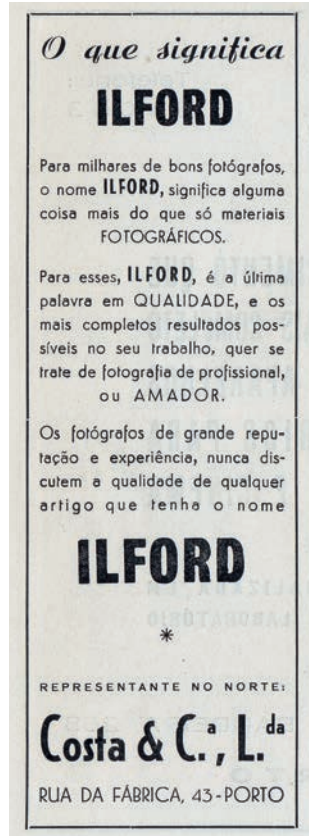 O que significa
ILFORD
Para milhares de bons fotógrafos,
o nome ILFORD, significa alguma
coisa mais do que só materiais
FOTOGRÁFICOS.
Para esses, ILFORD, é a última
palavra em QUALIDADE, e os
mais completos resultados pos-
síveis no seu trabalho, quer se
trate de fotografia de profissional,
ou AMADOR.
Os fotógrafos de grande repu-
tação e experiência, nunca dis-
cutem a qualidade de qualquer
artigo que tenha o nome
ILFORD
*
REPRESENTANTE NO NORTE:
Costa & C.ª, L.da
RUA DA FÁBRICA, 43-PORTO